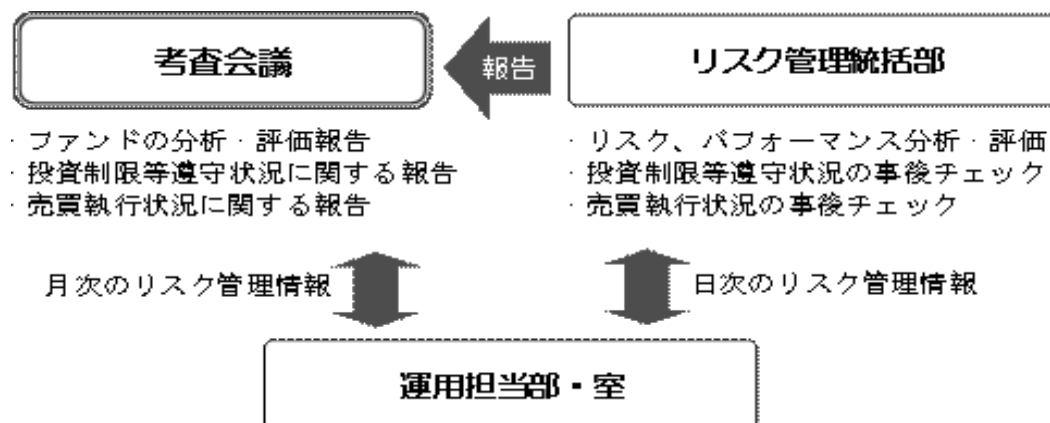 考査会議
報告
リスク管理統括部
・ファンドの分析・評価報告
・投資制限等遵守状況に関する報告
・売買執行状況に関する報告
・リスク、パフォーマンス分析・評価
・投資制限等遵守状況の事後チェック
・売買執行状況の事後チェック
月次のリスク管理情報
日次のリスク管理情報
運用担当部・室